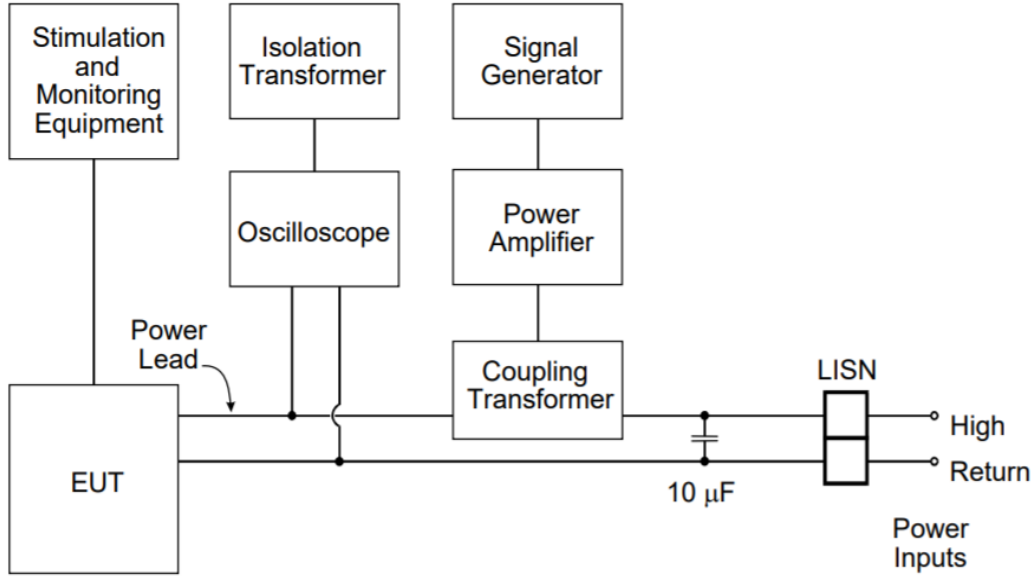 Stimulation
and
Monitoring
Equipment
Isolation
Transformer
Signal
Generator
Oscilloscope
Power
Amplifier
Power
Lead
Coupling
Transformer
LISN
High
EUT
Return
10 μF
Power
Inputs